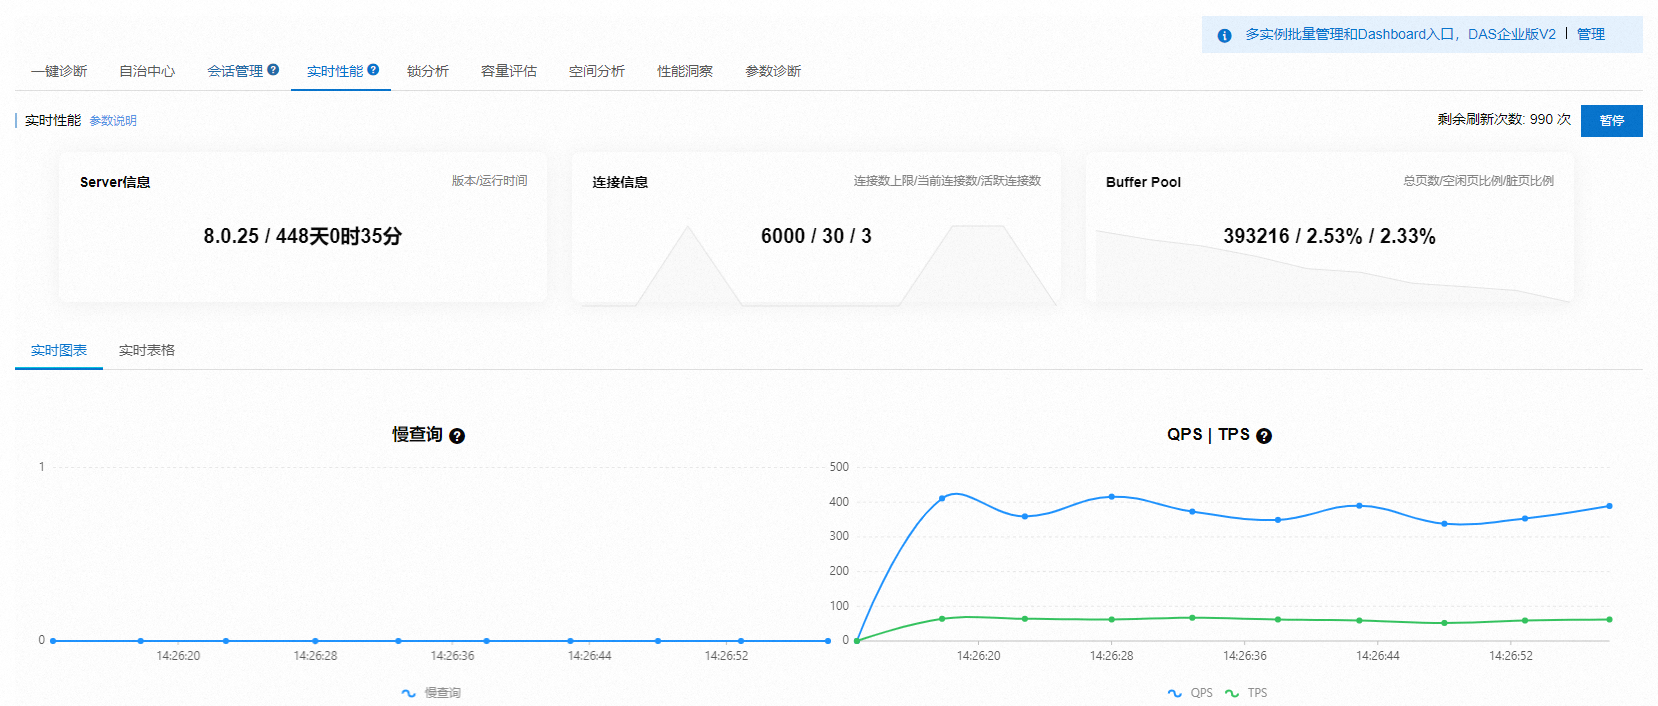 多实例批量管理和Dashboard入口，DAS企业版V2 | 管理
一键诊断 自治中心 会话管理 ? 实时性能 ? 锁分析 容量评估 空间分析 性能洞察 参数诊断
实时性能 参数说明 剩余刷新次数: 990 次 暂停
Server信息 版本/运行时间
8.0.25 / 448天0时35分
连接信息 连接数上限/当前连接数/活跃连接数
6000 / 30 / 3
Buffer Pool 总页数/空闲页比例/脏页比例
393216 / 2.53% / 2.33%
实时图表 实时表格
慢查询 ?
1
0
14:26:20 14:26:28 14:26:36 14:26:44 14:26:52
慢查询
QPS | TPS ?
500
400
300
200
100
0
14:26:20 14:26:28 14:26:36 14:26:44 14:26:52
QPS TPS